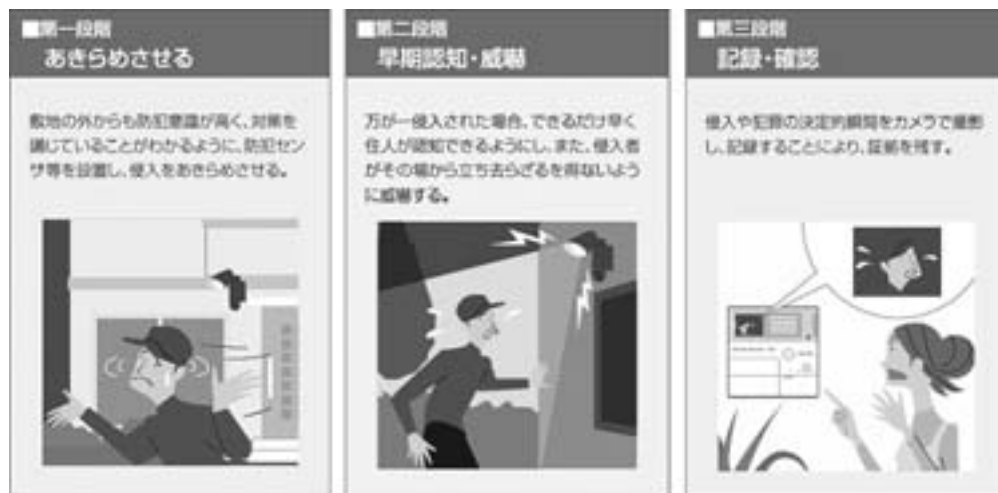 ■第一段階
あきらめさせる
敷地の外からも防犯意識が高く、対策を
講じていることがわかるように、防犯セン
サ等を設置し、侵入をあきらめさせる。
■第二段階
早期認知・威嚇
万が一侵入された場合、できるだけ早く
住人が認知できるようにし、また、侵入者
がその場から立ち去らざるを得ないよう
に威嚇する。
■第三段階
記録・確認
侵入や犯罪の決定的瞬間をカメラで撮影
し、記録することにより、証拠を残す。